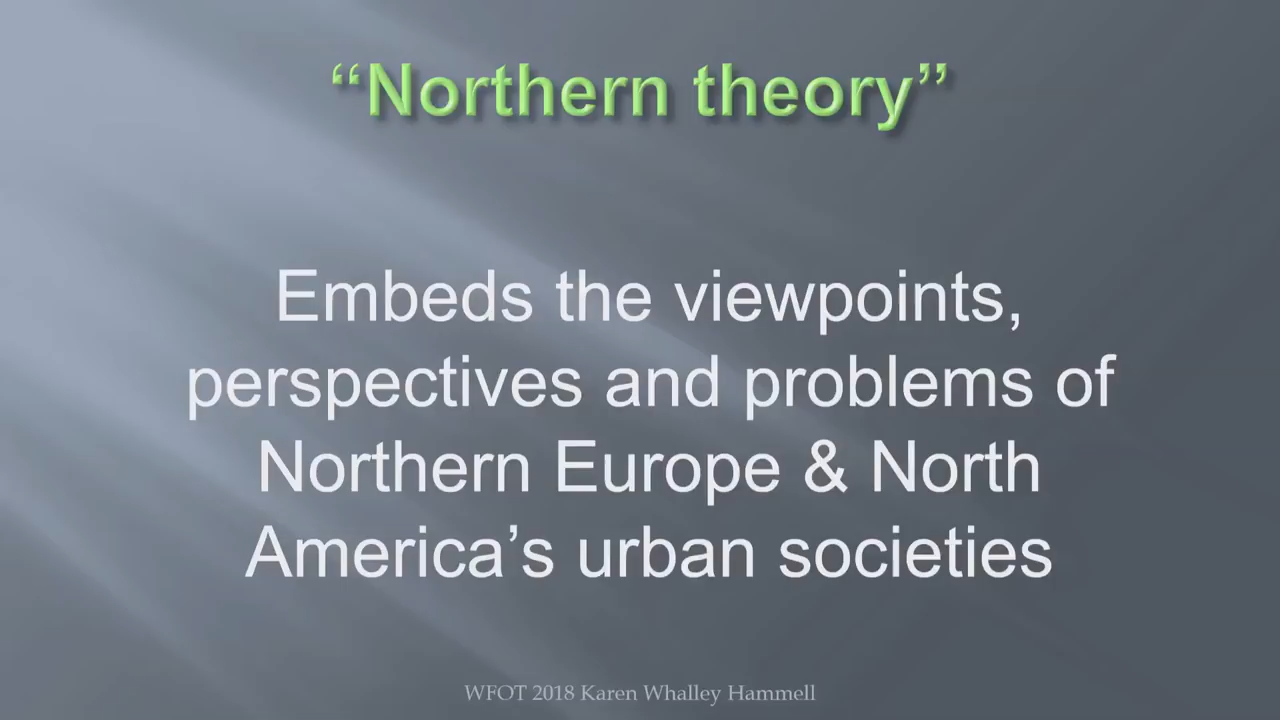 “Northern theory”
Embeds the viewpoints,
perspectives and problems of
Northern Europe & North
America’s urban societies
WFOT 2018 Karen Whalley Hammell